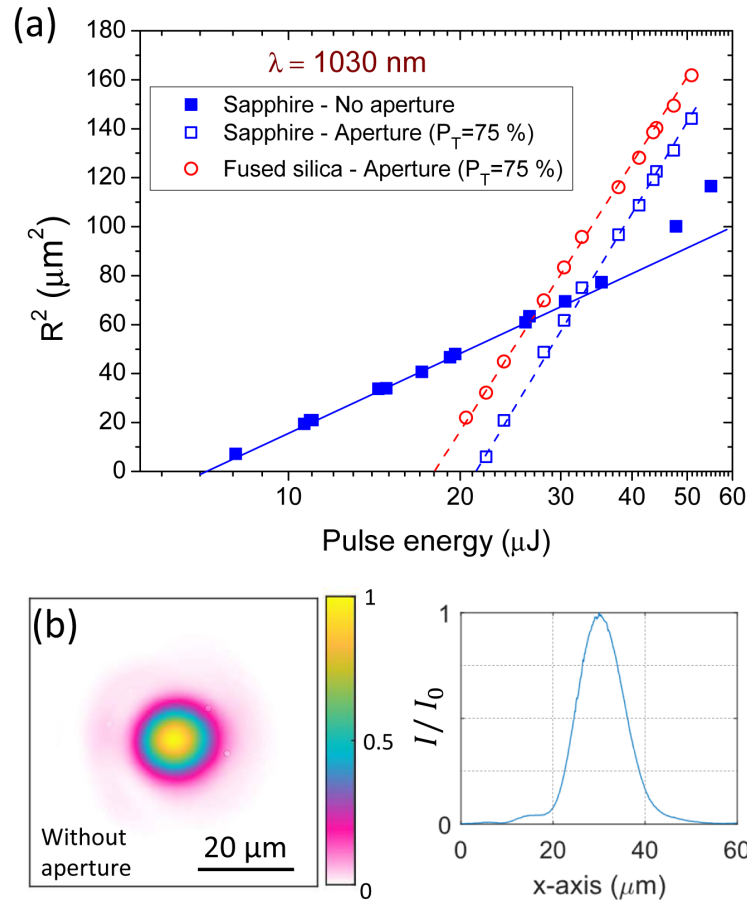 (a)
λ = 1030 nm
Sapphire - No aperture
Sapphire - Aperture (P_T=75 %)
Fused silica - Aperture (P_T=75 %)
R² (μm²)
180
160
140
120
100
80
60
40
20
0
10 20 30 40 50 60
Pulse energy (μJ)
(b)
Without
aperture
20 μm
1
0.5
0
I/I₀
1
0
0 20 40 60
x-axis (μm)